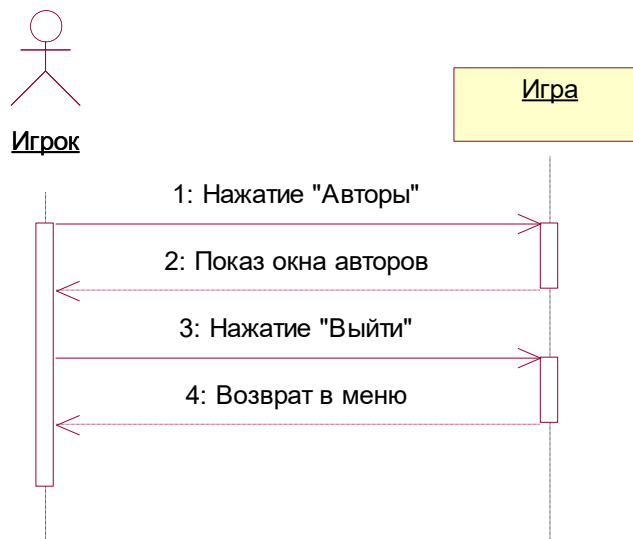 Игрок
Игра
1: Нажатие "Авторы"
2: Показ окна авторов
3: Нажатие "Выйти"
4: Возврат в меню